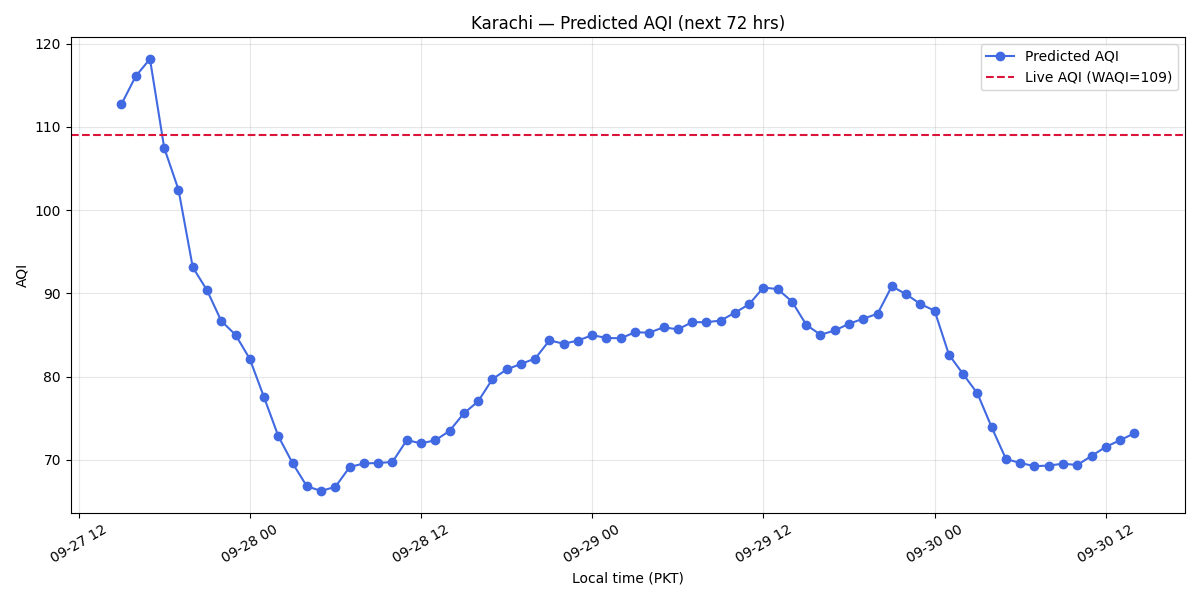 Karachi — Predicted AQI (next 72 hrs)
Predicted AQI
Live AQI (WAQI=109)
120
110
100
90
80
70
AQI
09-27 12
09-28 00
09-28 12
09-29 00
09-29 12
09-30 00
09-30 12
Local time (PKT)